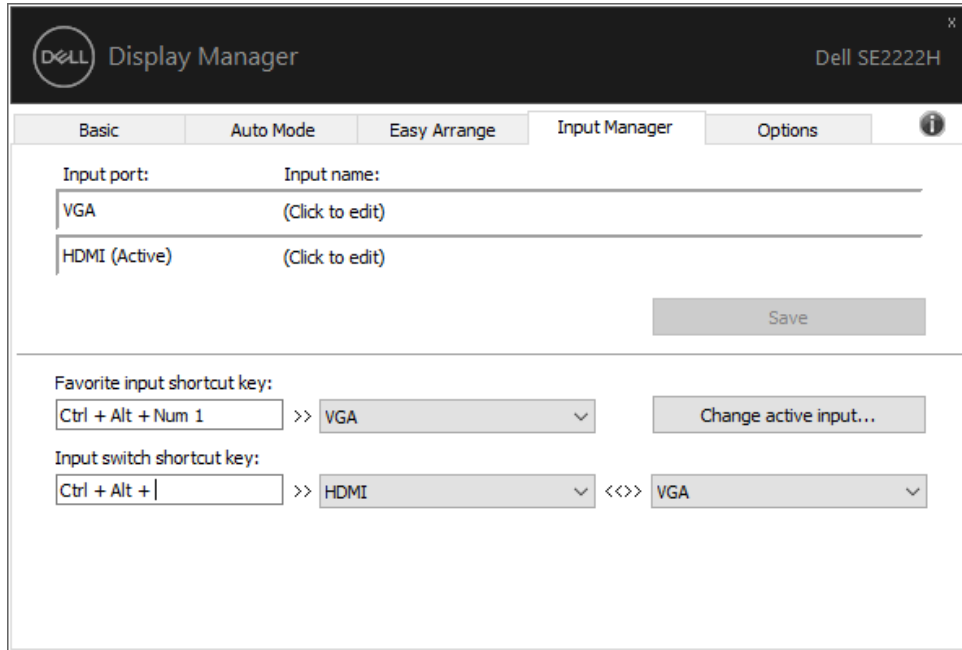 x
DELL Display Manager Dell SE2222H
Basic Auto Mode Easy Arrange Input Manager Options i
Input port: Input name:
VGA (Click to edit)
HDMI (Active) (Click to edit)
Save
Favorite input shortcut key:
Ctrl + Alt + Num 1 >> VGA Change active input...
Input switch shortcut key:
Ctrl + Alt + >> HDMI <<>> VGA